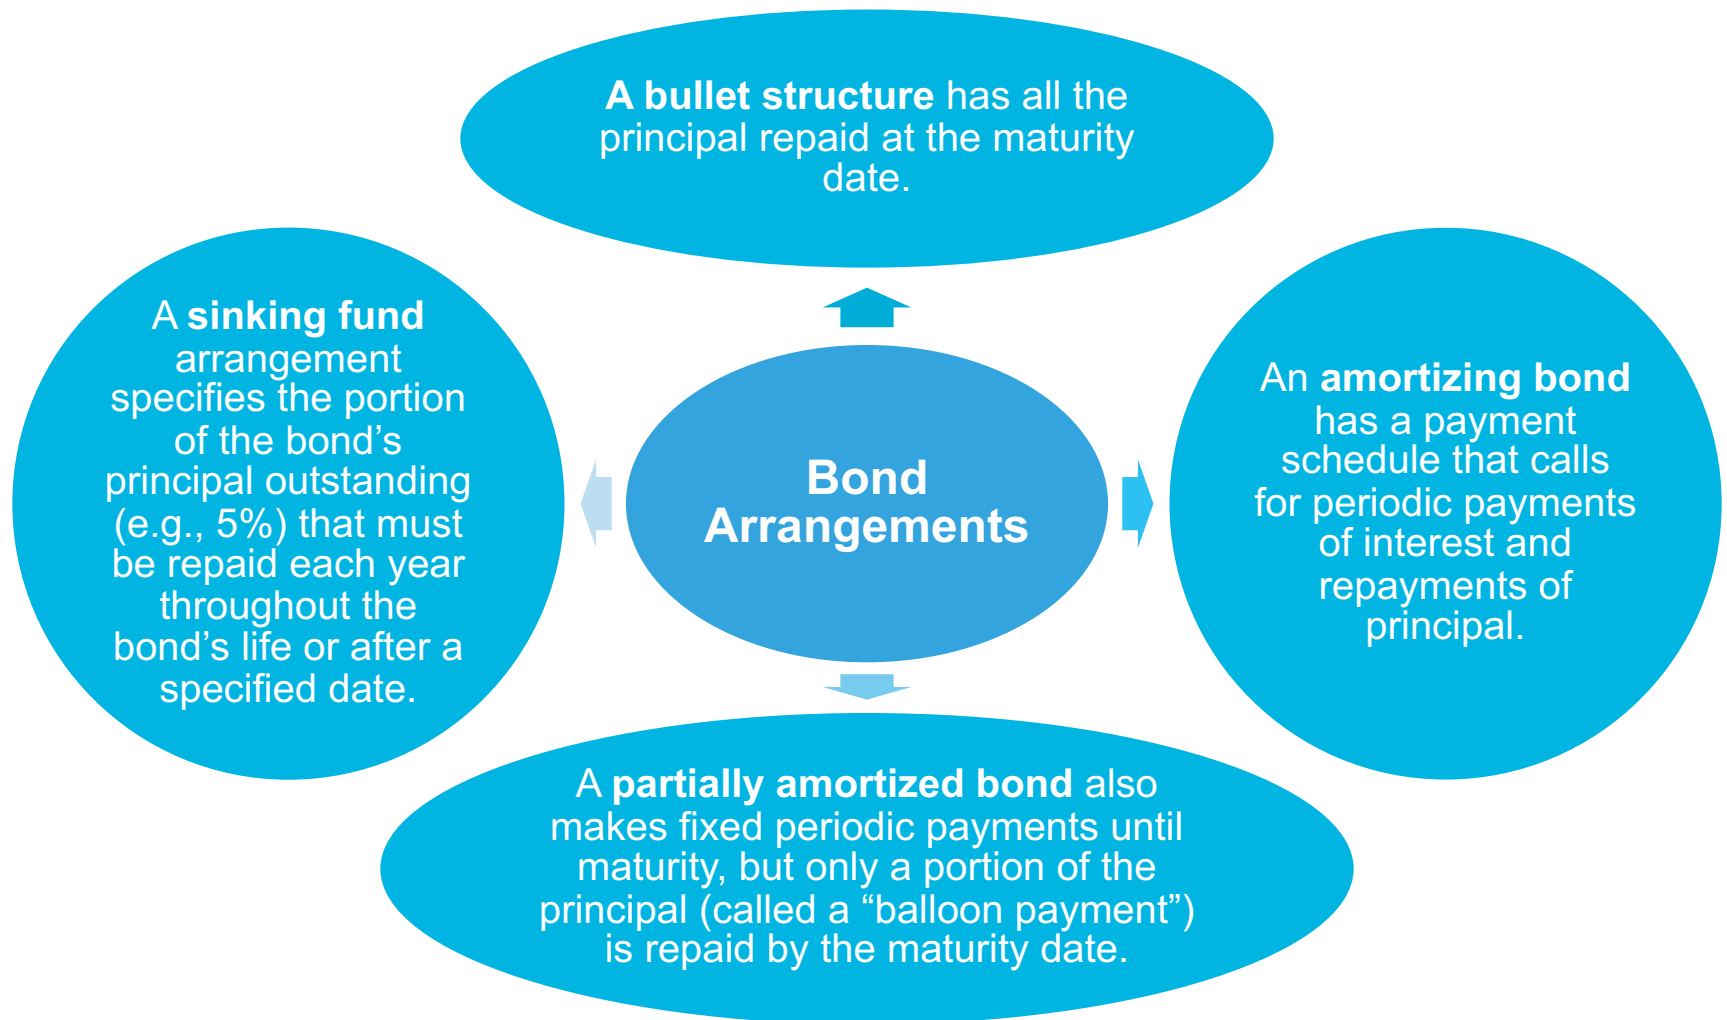 A bullet structure has all the
principal repaid at the maturity
date.
A sinking fund
arrangement
specifies the portion
of the bond’s
principal outstanding
(e.g., 5%) that must
be repaid each year
throughout the
bond’s life or after a
specified date.
Bond
Arrangements
An amortizing bond
has a payment
schedule that calls
for periodic payments
of interest and
repayments of
principal.
A partially amortized bond also
makes fixed periodic payments until
maturity, but only a portion of the
principal (called a “balloon payment”)
is repaid by the maturity date.